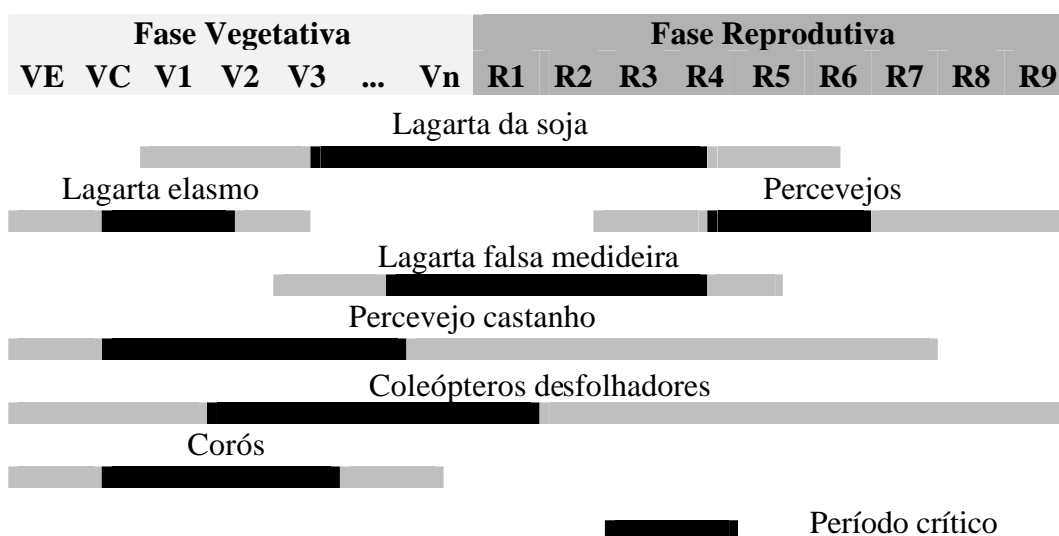 Fase Vegetativa Fase Reprodutiva
VE VC V1 V2 V3 ... Vn R1 R2 R3 R4 R5 R6 R7 R8 R9
Lagarta da soja
Lagarta elasmo Percevejos
Lagarta falsa medideira
Percevejo castanho
Coleópteros desfolhadores
Corós
Período crítico